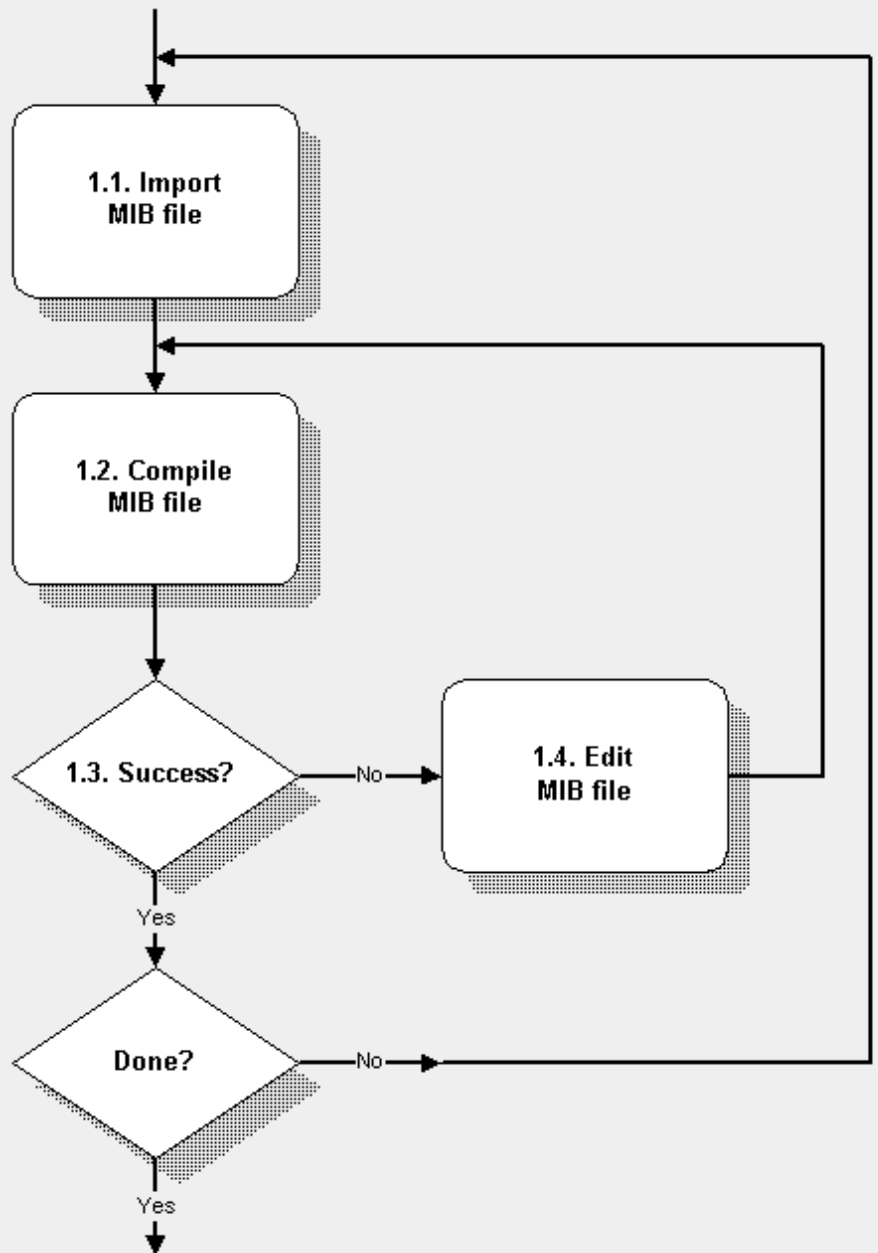 1.1. Import
MIB file
1.2. Compile
MIB file
1.3. Success?
No
1.4. Edit
MIB file
Yes
Done?
No
Yes